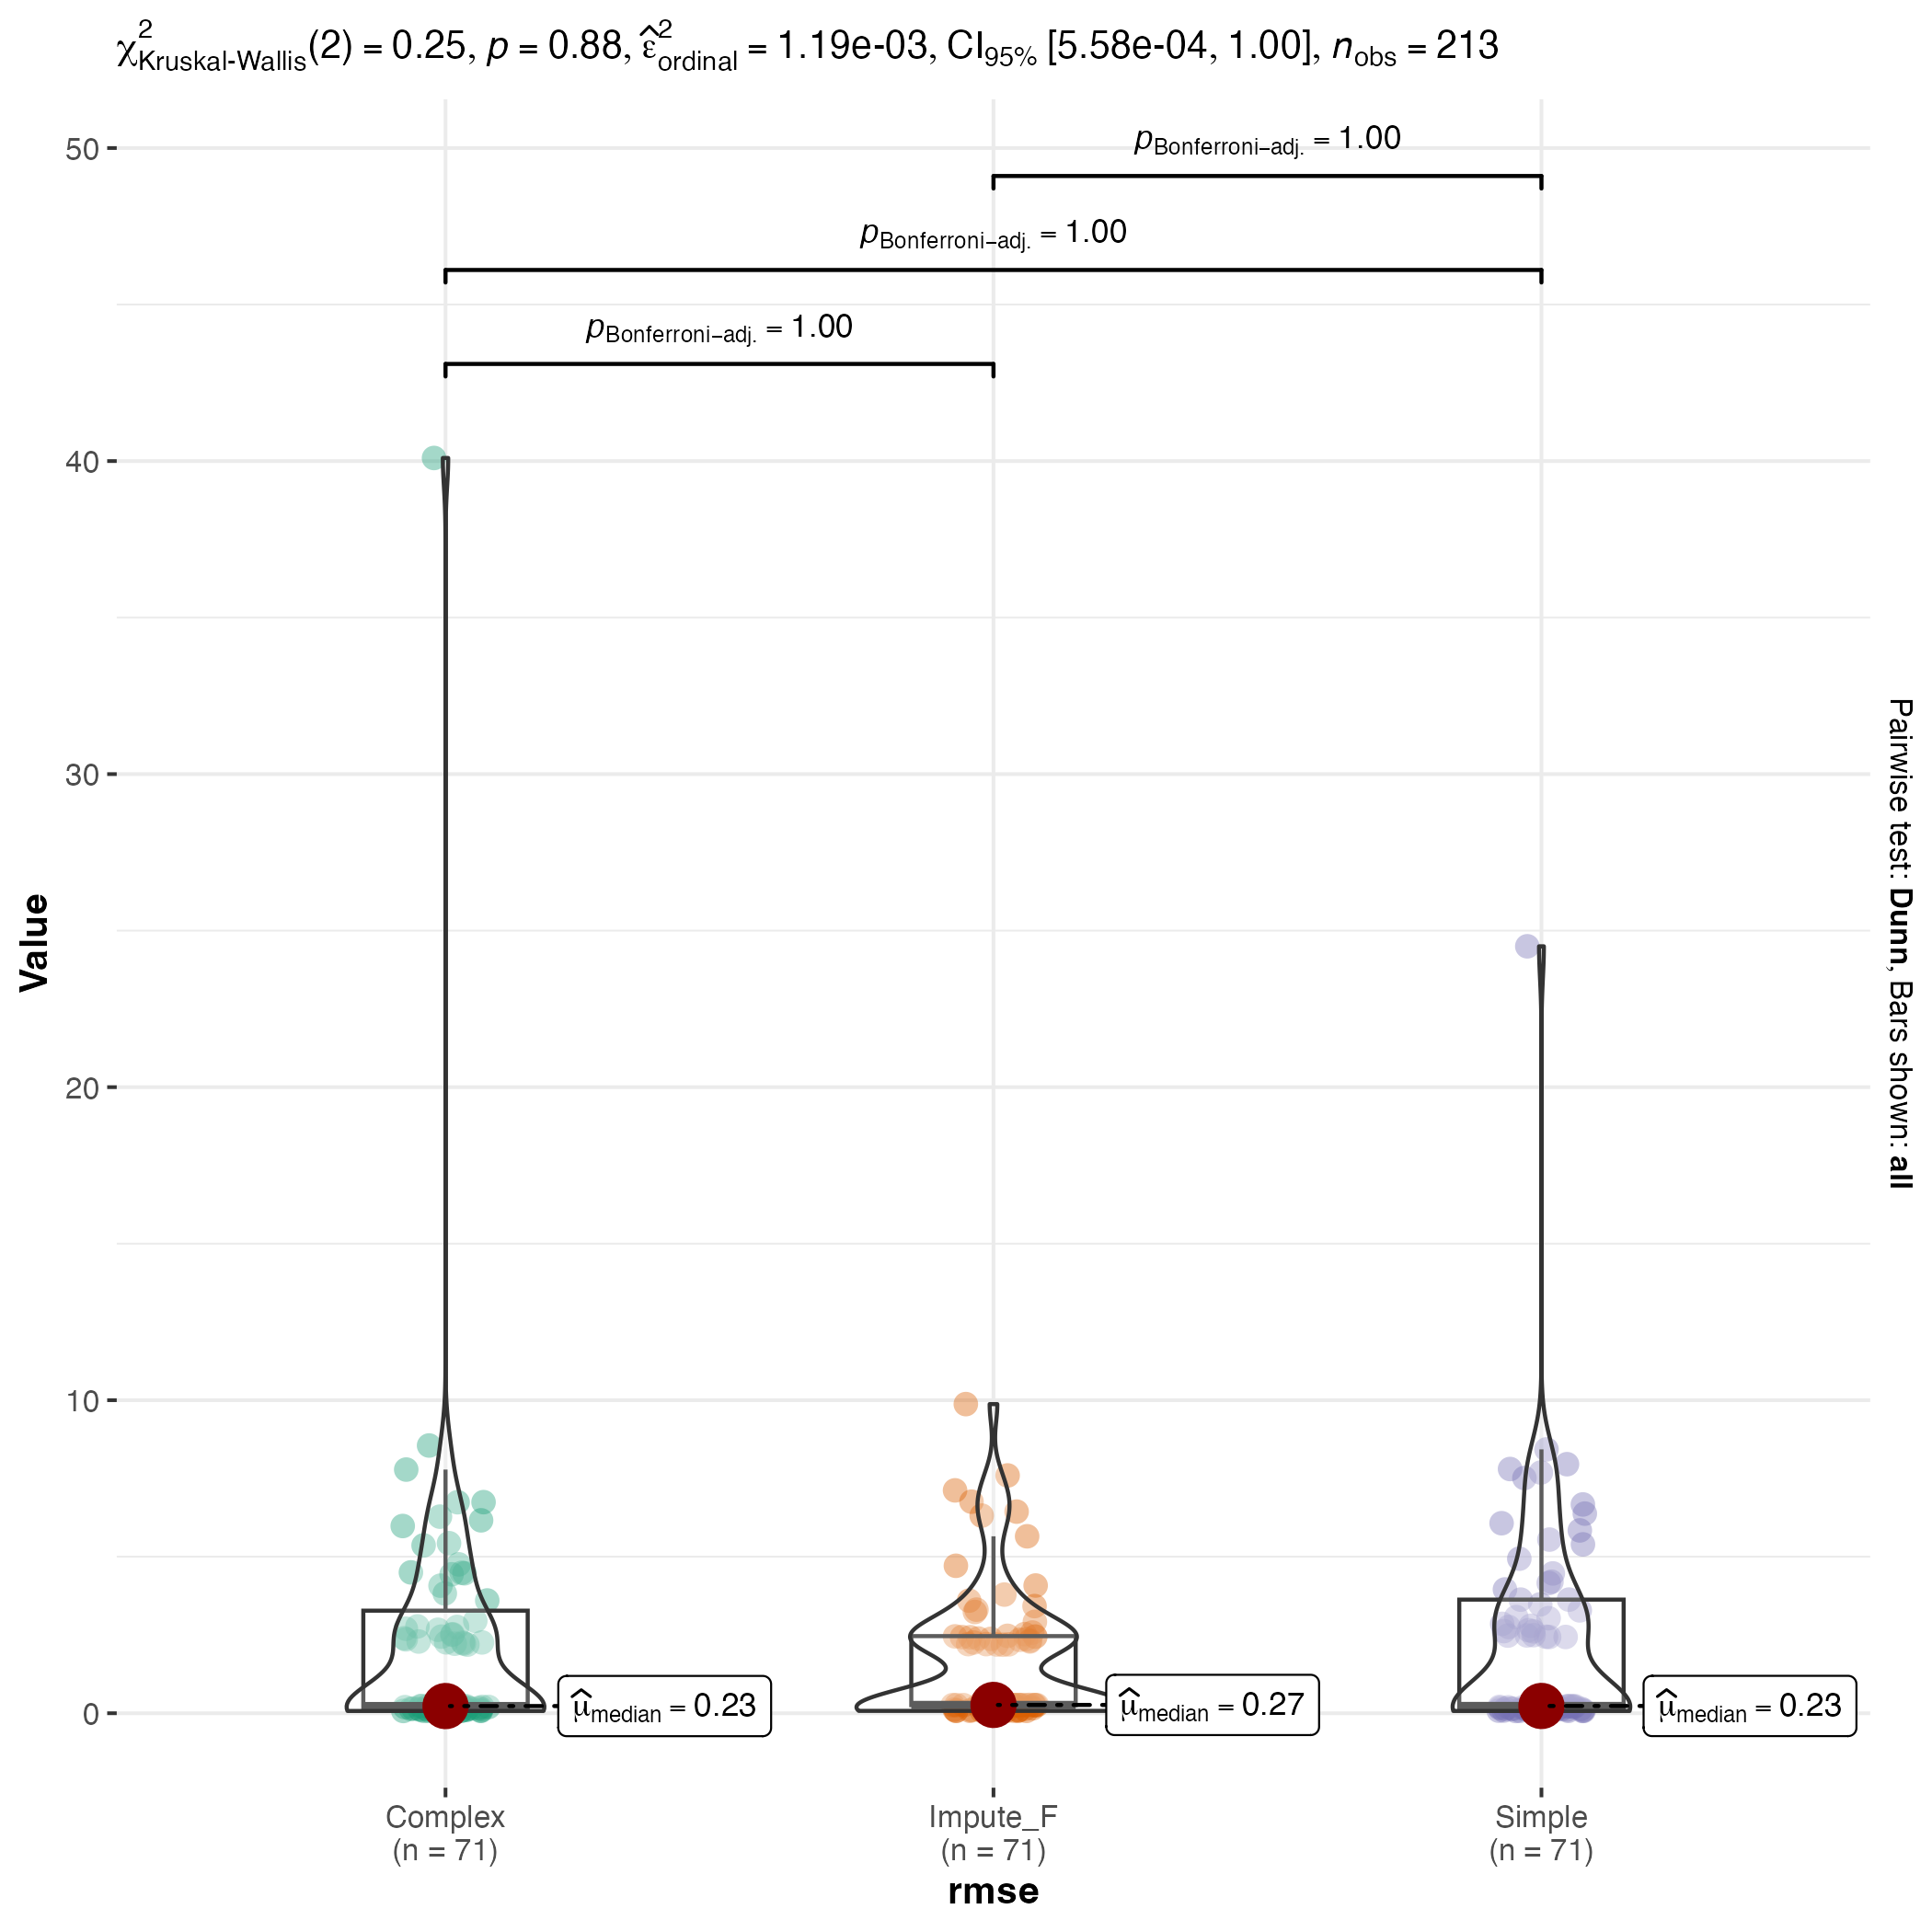 χ²Kruskal-Wallis(2) = 0.25, p = 0.88, ε̂²ordinal = 1.19e-03, CI95% [5.58e-04, 1.00], nobs = 213
50
pBonferroni−adj. = 1.00
pBonferroni−adj. = 1.00
pBonferroni−adj. = 1.00
40
30
20
10
0
Value
Pairwise test: Dunn, Bars shown: all
μ̂median = 0.23
μ̂median = 0.27
μ̂median = 0.23
Complex
(n = 71)
Impute_F
(n = 71)
Simple
(n = 71)
rmse